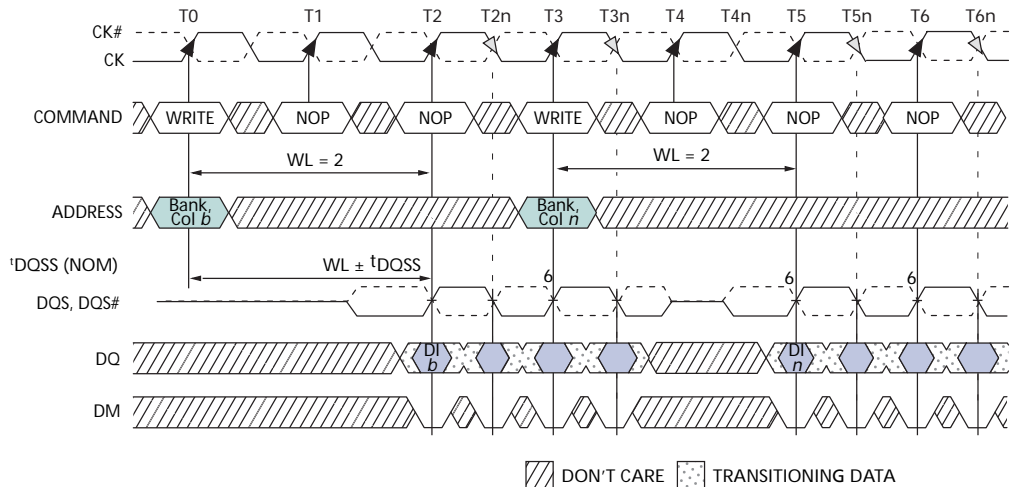 T0 T1 T2 T2n T3 T3n T4 T4n T5 T5n T6 T6n
CK#
CK
COMMAND WRITE NOP NOP WRITE NOP NOP NOP
WL = 2 WL = 2
ADDRESS Bank, Col b Bank, Col n
tDQSS (NOM) WL ± tDQSS 6 6 6
DQS, DQS#
DQ DI b DI n
DM
DON'T CARE TRANSITIONING DATA